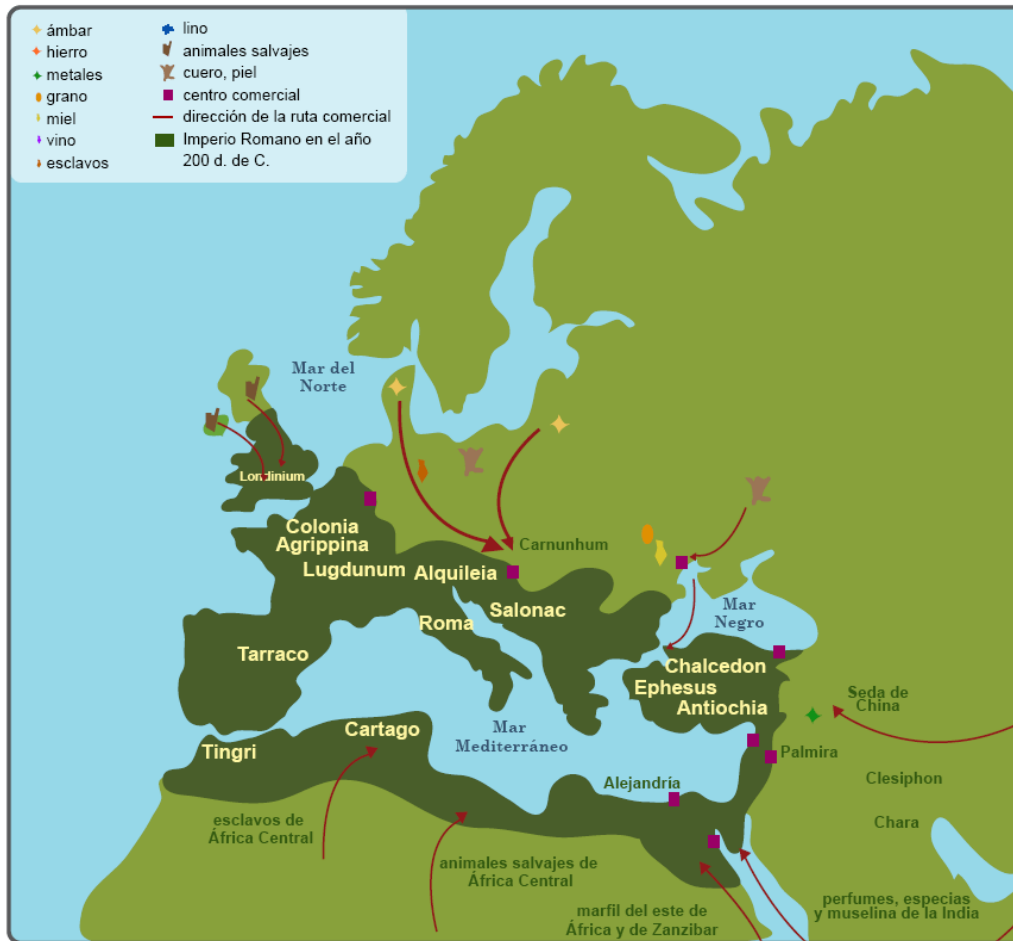 ámbar
hierro
metales
grano
miel
vino
esclavos
lino
animales salvajes
cuero, piel
centro comercial
dirección de la ruta comercial
Imperio Romano en el año
200 d. de C.
Mar del
Norte
Londinium
Colonia
Agrippina
Lugdunum
Alquileia
Carnunhum
Salonac
Roma
Tarraco
Mar
Negro
Chalcedon
Ephesus
Antiochia
Seda de
China
Mar
Mediterráneo
Cartago
Tingri
Palmira
Clesiphon
Alejandría
Chara
esclavos de
África Central
animales salvajes de
África Central
marfil del este de
África y de Zanzibar
perfumes, especias
y muselina de la India